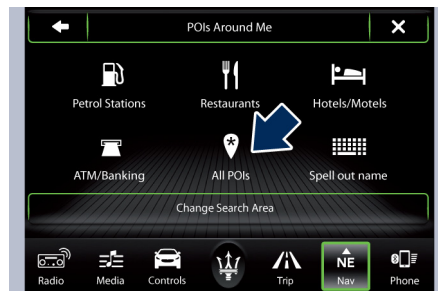 POIs Around Me
Petrol Stations
Restaurants
Hotels/Motels
ATM/Banking
All POIs
Spell out name
Change Search Area
NE
Radio
Media
Controls
Trip
Nav
Phone